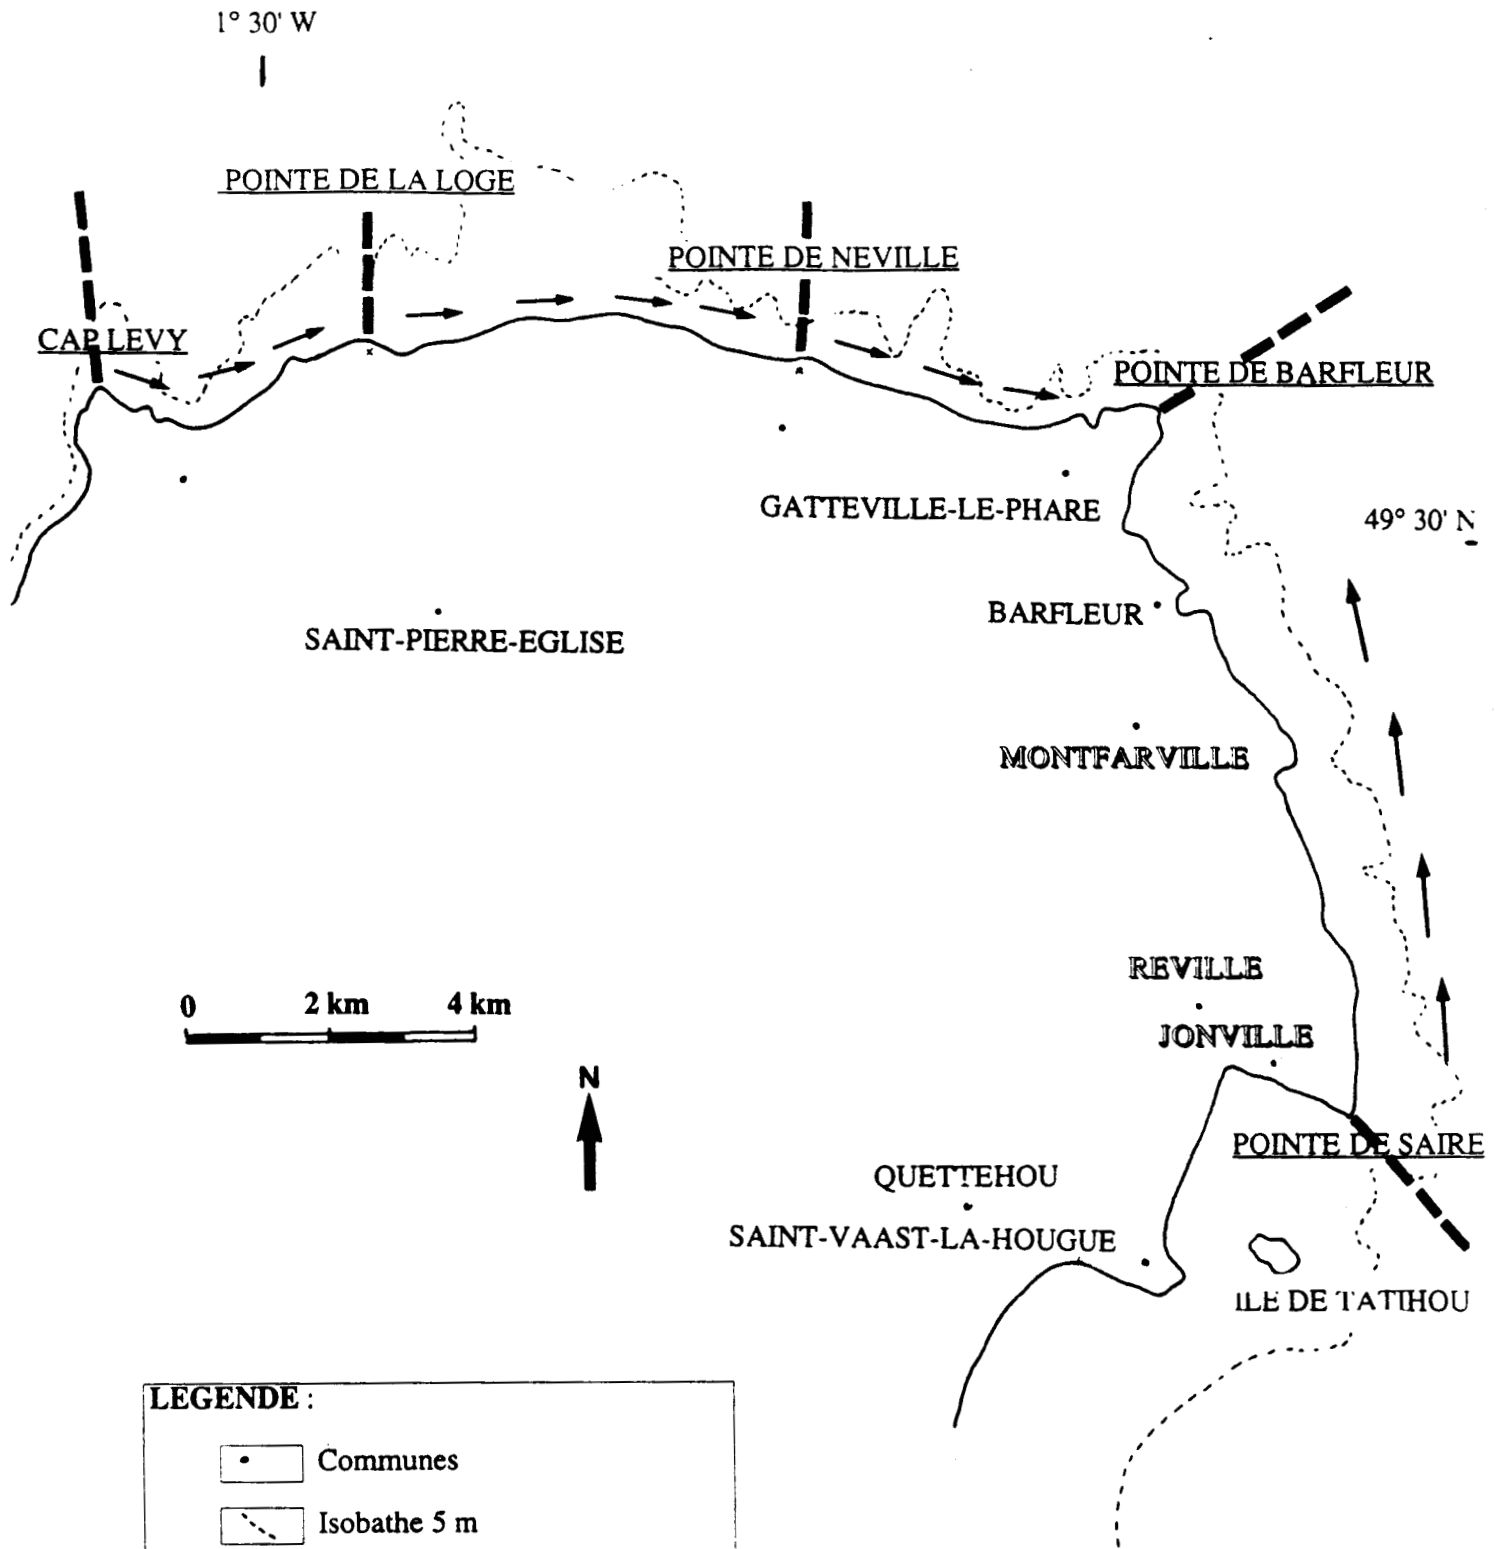 1° 30' W
POINTE DE LA LOGE
POINTE DE NEVILLE
CAP LEVY
POINTE DE BARFLEUR
GATTEVILLE-LE-PHARE
49° 30' N
BARFLEUR
SAINT-PIERRE-EGLISE
MONTFARVILLE
REVILLE
0 2 km 4 km
JONVILLE
N
POINTE DE SAIRE
QUETTEHOU
SAINT-VAAST-LA-HOUGUE
ILE DE TATIHOU
LEGENDE :
Communes
Isobathe 5 m